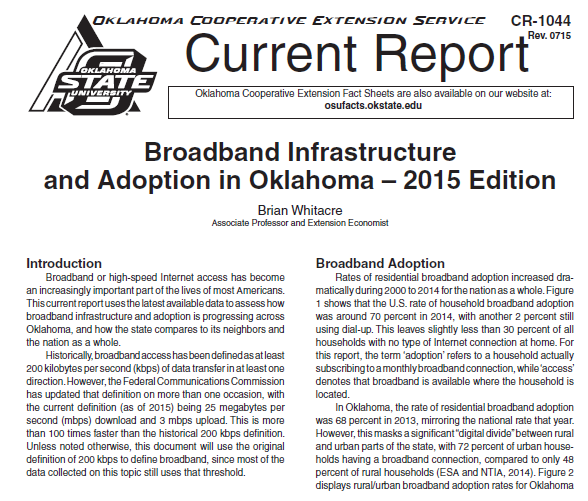 OKLAHOMA COOPERATIVE EXTENSION SERVICE
CR-1044
Rev. 0715
Current Report
OKLAHOMA
STATE
UNIVERSITY
Oklahoma Cooperative Extension Fact Sheets are also available on our website at:
osufacts.okstate.edu
Broadband Infrastructure
and Adoption in Oklahoma – 2015 Edition
Brian Whitacre
Associate Professor and Extension Economist
Introduction
Broadband or high-speed Internet access has become
an increasingly important part of the lives of most Americans.
This current report uses the latest available data to assess how
broadband infrastructure and adoption is progressing across
Oklahoma, and how the state compares to its neighbors and
the nation as a whole.
Historically, broadband access has been defined as at least
200 kilobytes per second (kbps) of data transfer in at least one
direction. However, the Federal Communications Commission
has updated that definition on more than one occasion, with
the current definition (as of 2015) being 25 megabytes per
second (mbps) download and 3 mbps upload. This is more
than 100 times faster than the historical 200 kbps definition.
Unless noted otherwise, this document will use the original
definition of 200 kbps to define broadband, since most of the
data collected on this topic still uses that threshold.
Broadband Adoption
Rates of residential broadband adoption increased dra-
matically during 2000 to 2014 for the nation as a whole. Figure
1 shows that the U.S. rate of household broadband adoption
was around 70 percent in 2014, with another 2 percent still
using dial-up. This leaves slightly less than 30 percent of all
households with no type of Internet connection at home. For
this report, the term ‘adoption’ refers to a household actually
subscribing to a monthly broadband connection, while ‘access’
denotes that broadband is available where the household is
located.
In Oklahoma, the rate of residential broadband adoption
was 68 percent in 2013, mirroring the national rate that year.
However, this masks a significant “digital divide” between rural
and urban parts of the state, with 72 percent of urban house-
holds having a broadband connection, compared to only 48
percent of rural households (ESA and NTIA, 2014). Figure 2
displays rural/urban broadband adoption rates for Oklahoma